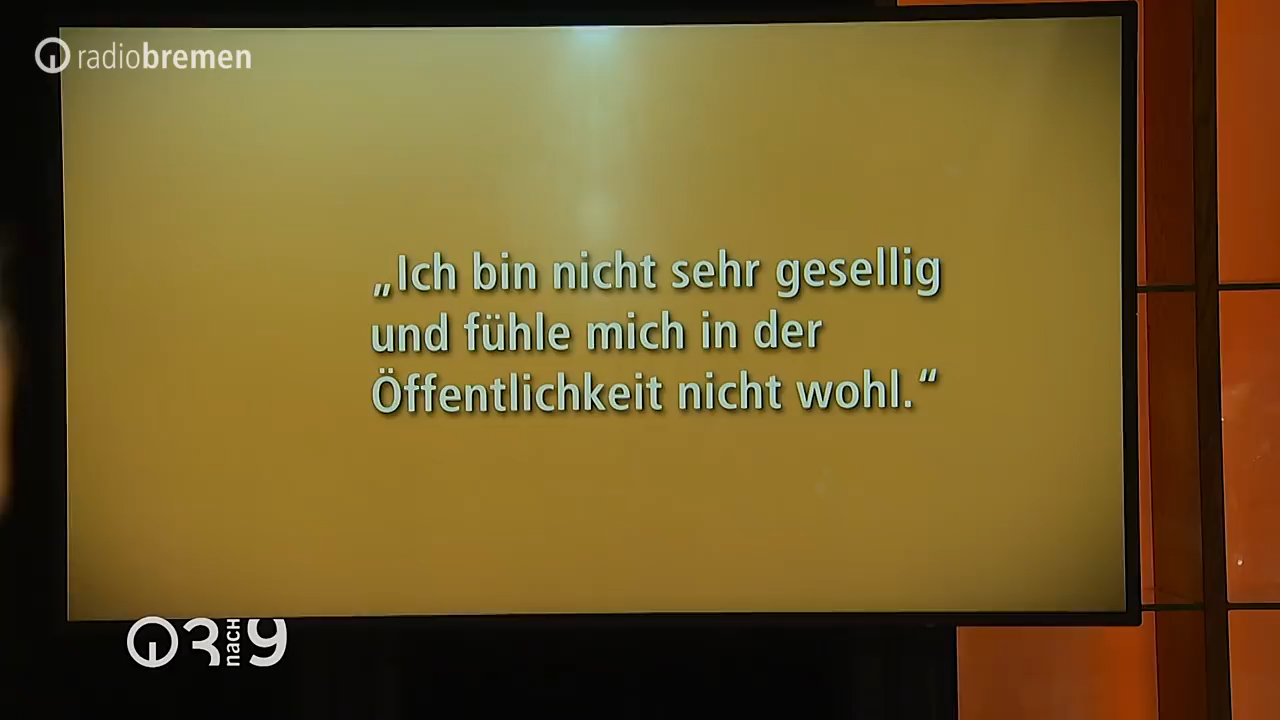 radiobremen
„Ich bin nicht sehr gesellig
und fühle mich in der
Öffentlichkeit nicht wohl.“
3 nach 9